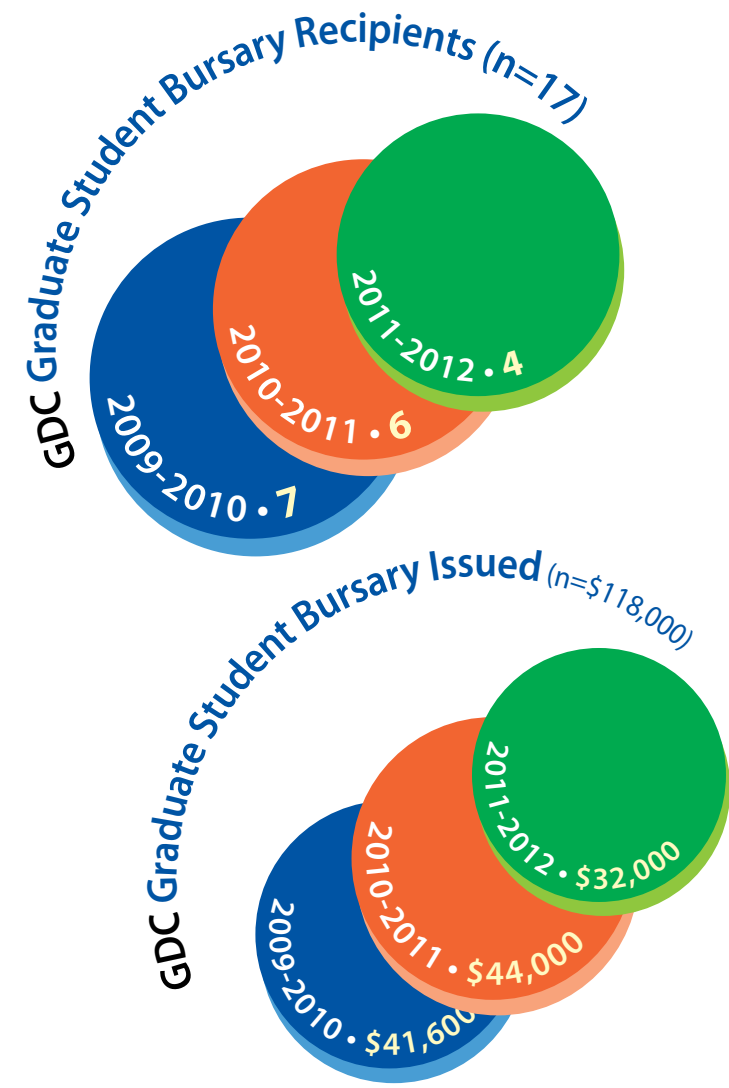 GDC Graduate Student Bursary Recipients (n=17)
2011-2012 • 4
2010-2011 • 6
2009-2010 • 7
GDC Graduate Student Bursary Issued (n=$118,000)
2011-2012 • $32,000
2010-2011 • $44,000
2009-2010 • $41,600